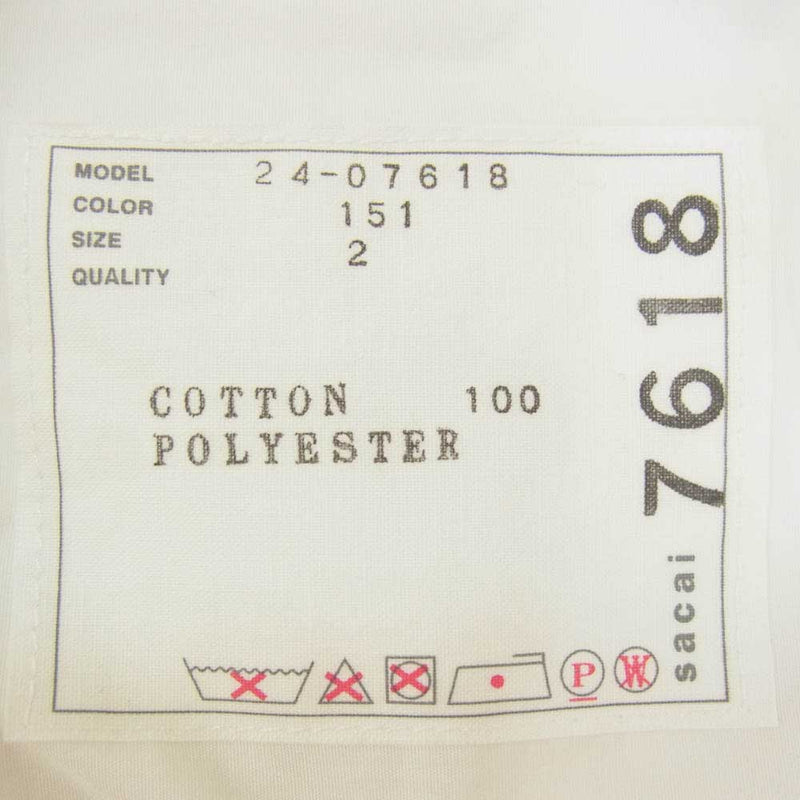 MODEL 24-07618
COLOR 151
SIZE 2
QUALITY
COTTON 100
POLYESTER
P
W
sacai 7618